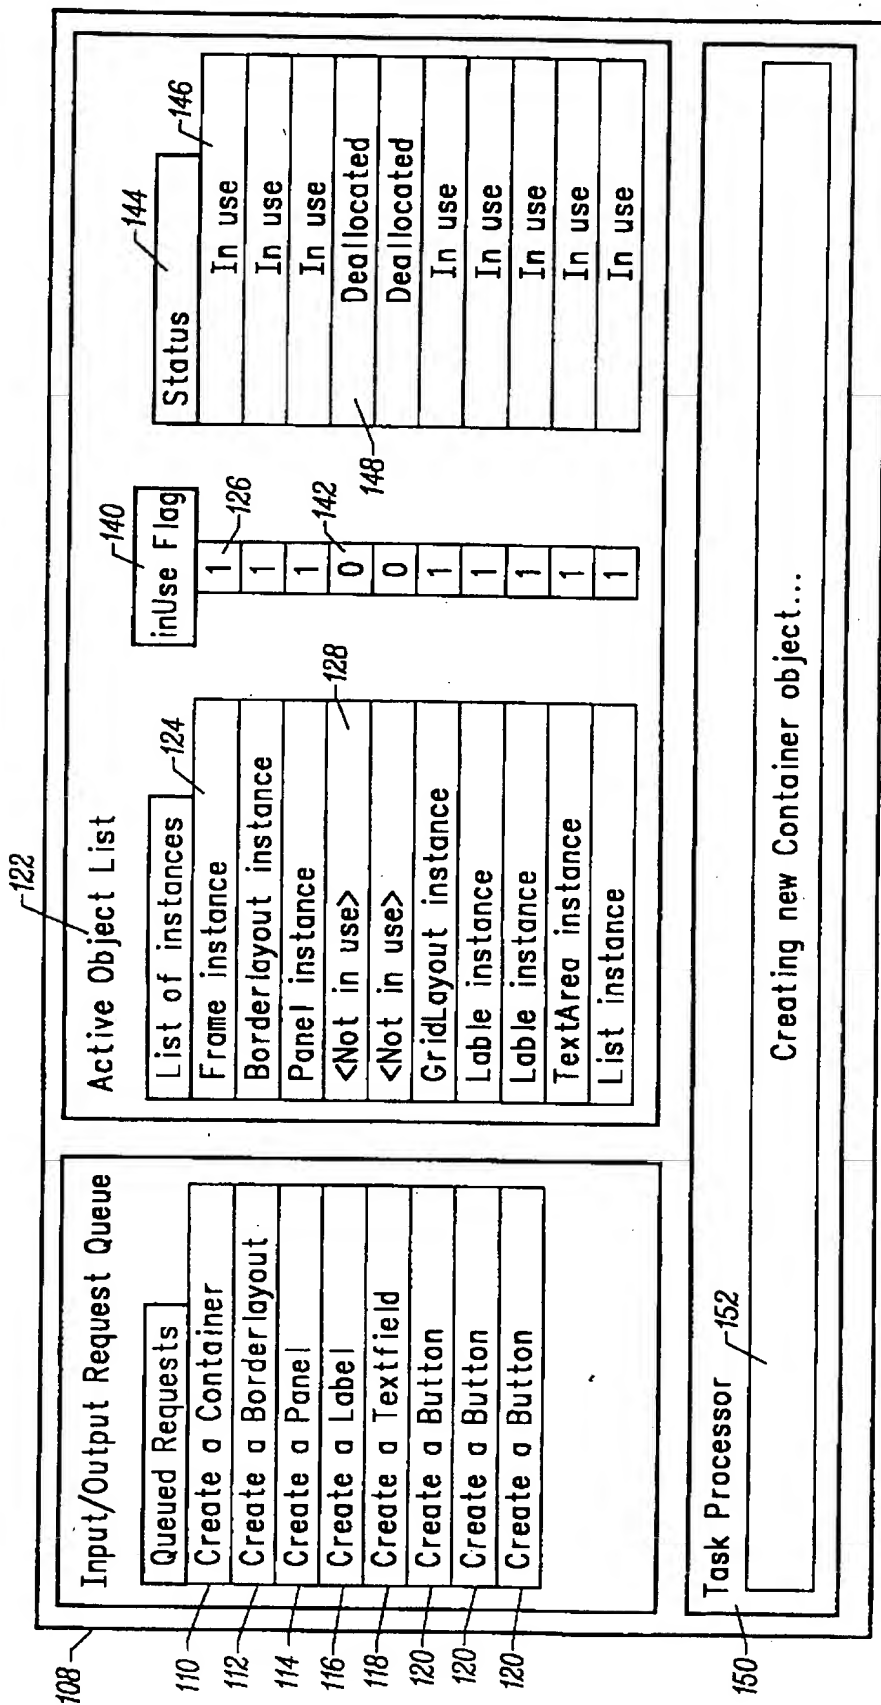 108
Input/Output Request Queue
Queued Requests
110 Create a Container
112 Create a Borderlayout
114 Create a Panel
116 Create a Label
118 Create a Textfield
120 Create a Button
120 Create a Button
120 Create a Button
122
Active Object List
List of instances
124
Frame instance
Borderlayout instance
Panel instance
<Not in use>
128
<Not in use>
GridLayout instance
Lable instance
Lable instance
TextArea instance
List instance
140
inUse Flag
126
1
1
1
142
0
0
1
1
1
1
1
144
Status
146
In use
In use
In use
148
Deallocated
Deallocated
In use
In use
In use
In use
In use
150
Task Processor
152
Creating new Container object...